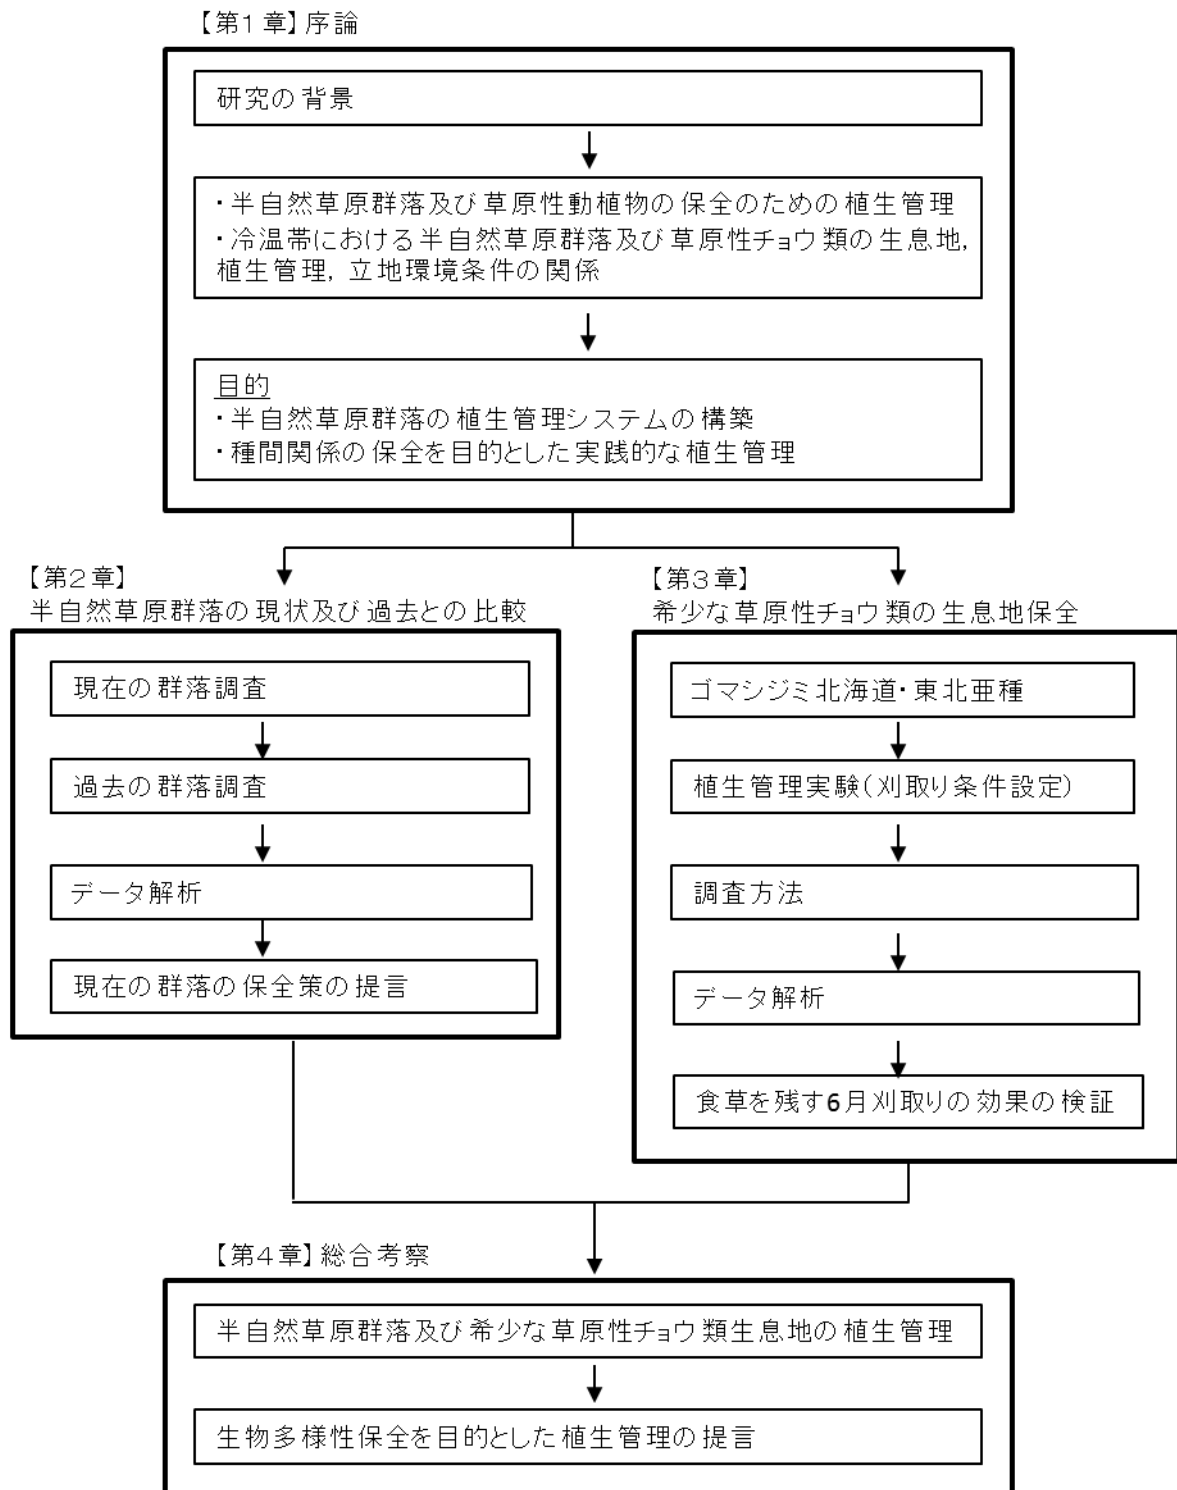 【第1章】序論
研究の背景
・半自然草原群落及び草原性動植物の保全のための植生管理
・冷温帯における半自然草原群落及び草原性チョウ類の生息地,
植生管理, 立地環境条件の関係
目的
・半自然草原群落の植生管理システムの構築
・種間関係の保全を目的とした実践的な植生管理
【第2章】
半自然草原群落の現状及び過去との比較
現在の群落調査
過去の群落調査
データ解析
現在の群落の保全策の提言
【第3章】
希少な草原性チョウ類の生息地保全
ゴマシジミ北海道・東北亜種
植生管理実験(刈取り条件設定)
調査方法
データ解析
食草を残す6月刈取りの効果の検証
【第4章】総合考察
半自然草原群落及び希少な草原性チョウ類生息地の植生管理
生物多様性保全を目的とした植生管理の提言